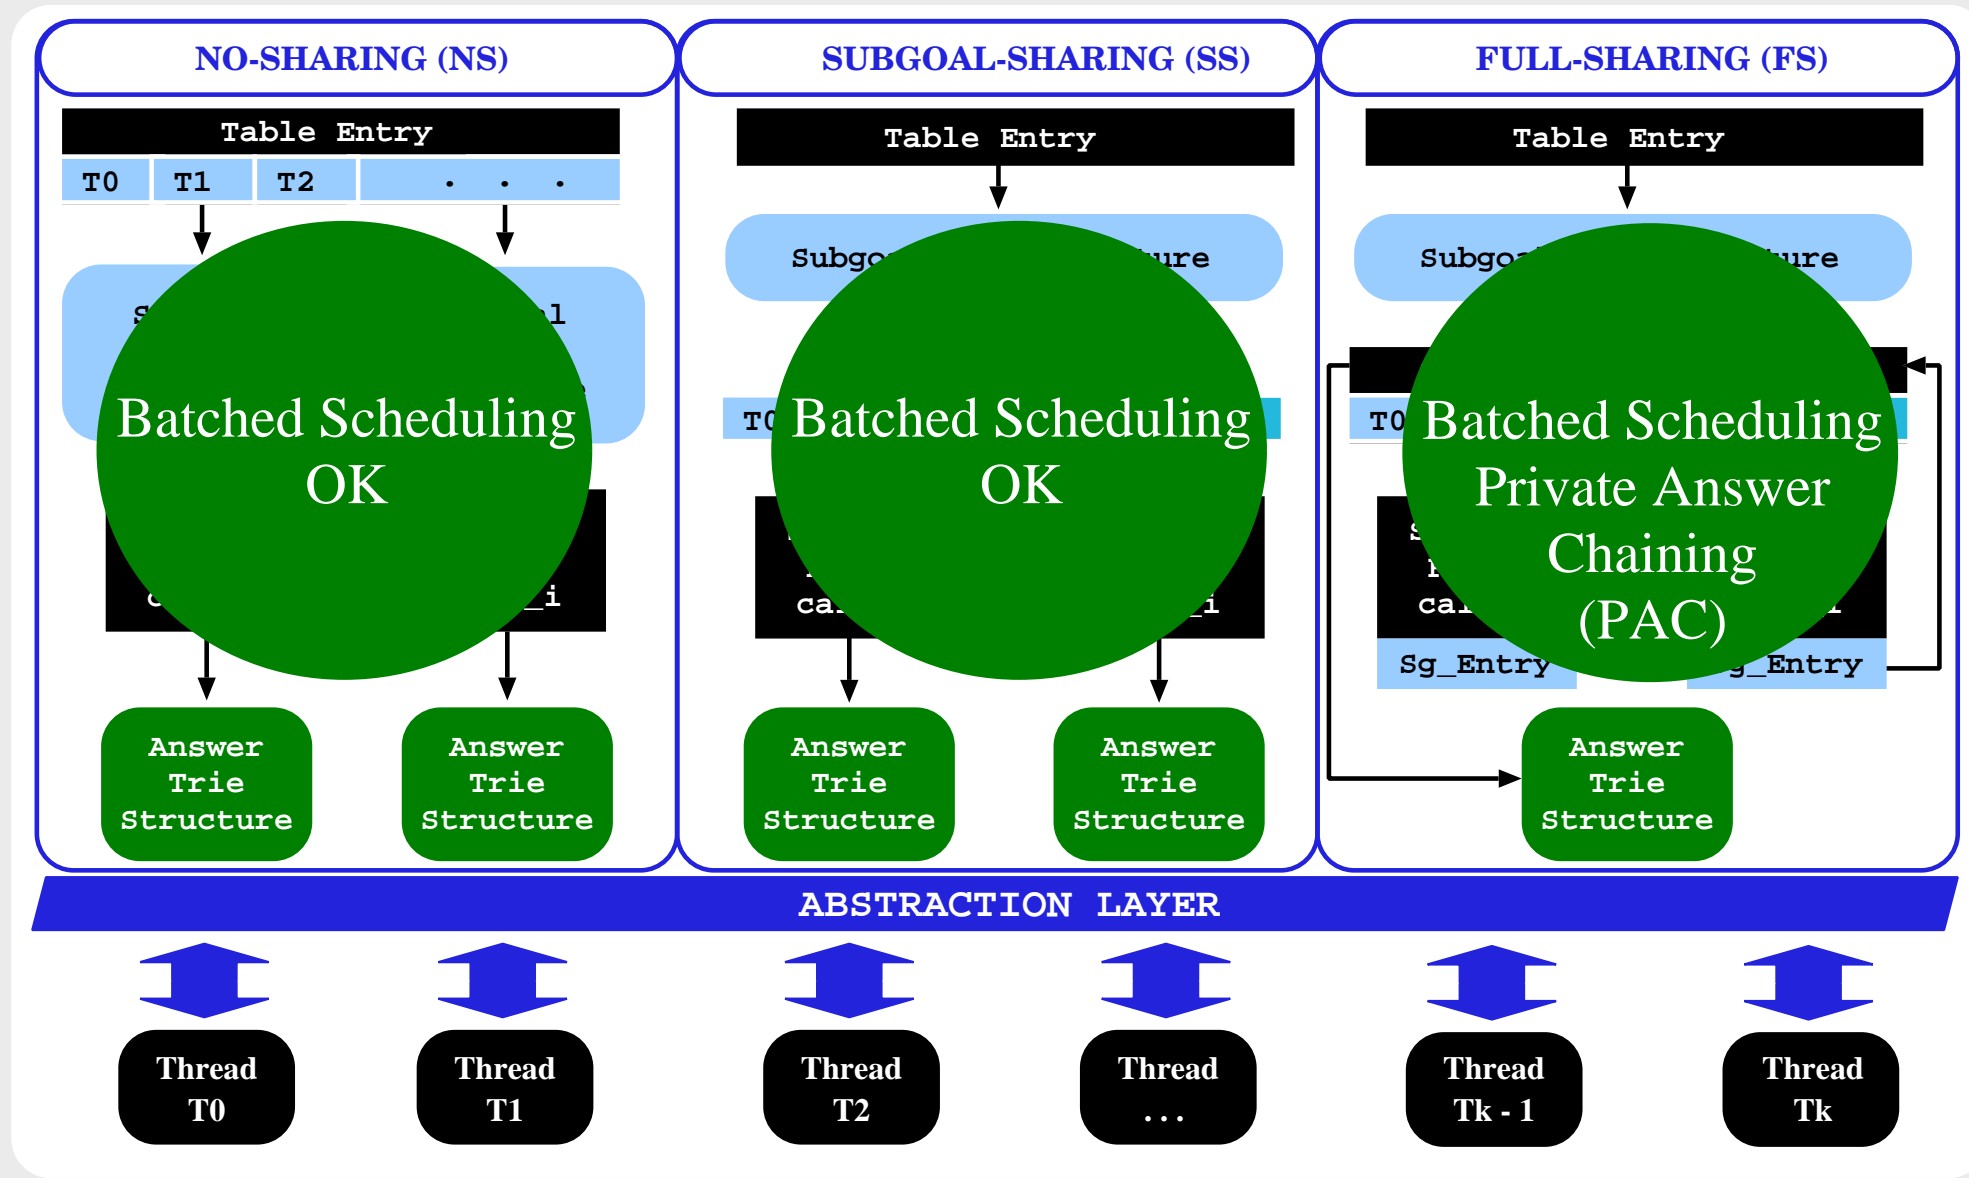 NO-SHARING (NS)
Table Entry
T0 T1 T2 . . .
Batched Scheduling
OK
Answer
Trie
Structure
Answer
Trie
Structure
SUBGOAL-SHARING (SS)
Table Entry
T0
Batched Scheduling
OK
Answer
Trie
Structure
Answer
Trie
Structure
FULL-SHARING (FS)
Table Entry
T0
Batched Scheduling
Private Answer
Chaining
(PAC)
Sg_Entry
Answer
Trie
Structure
ABSTRACTION LAYER
Thread
T0
Thread
T1
Thread
T2
Thread
. . .
Thread
Tk - 1
Thread
Tk